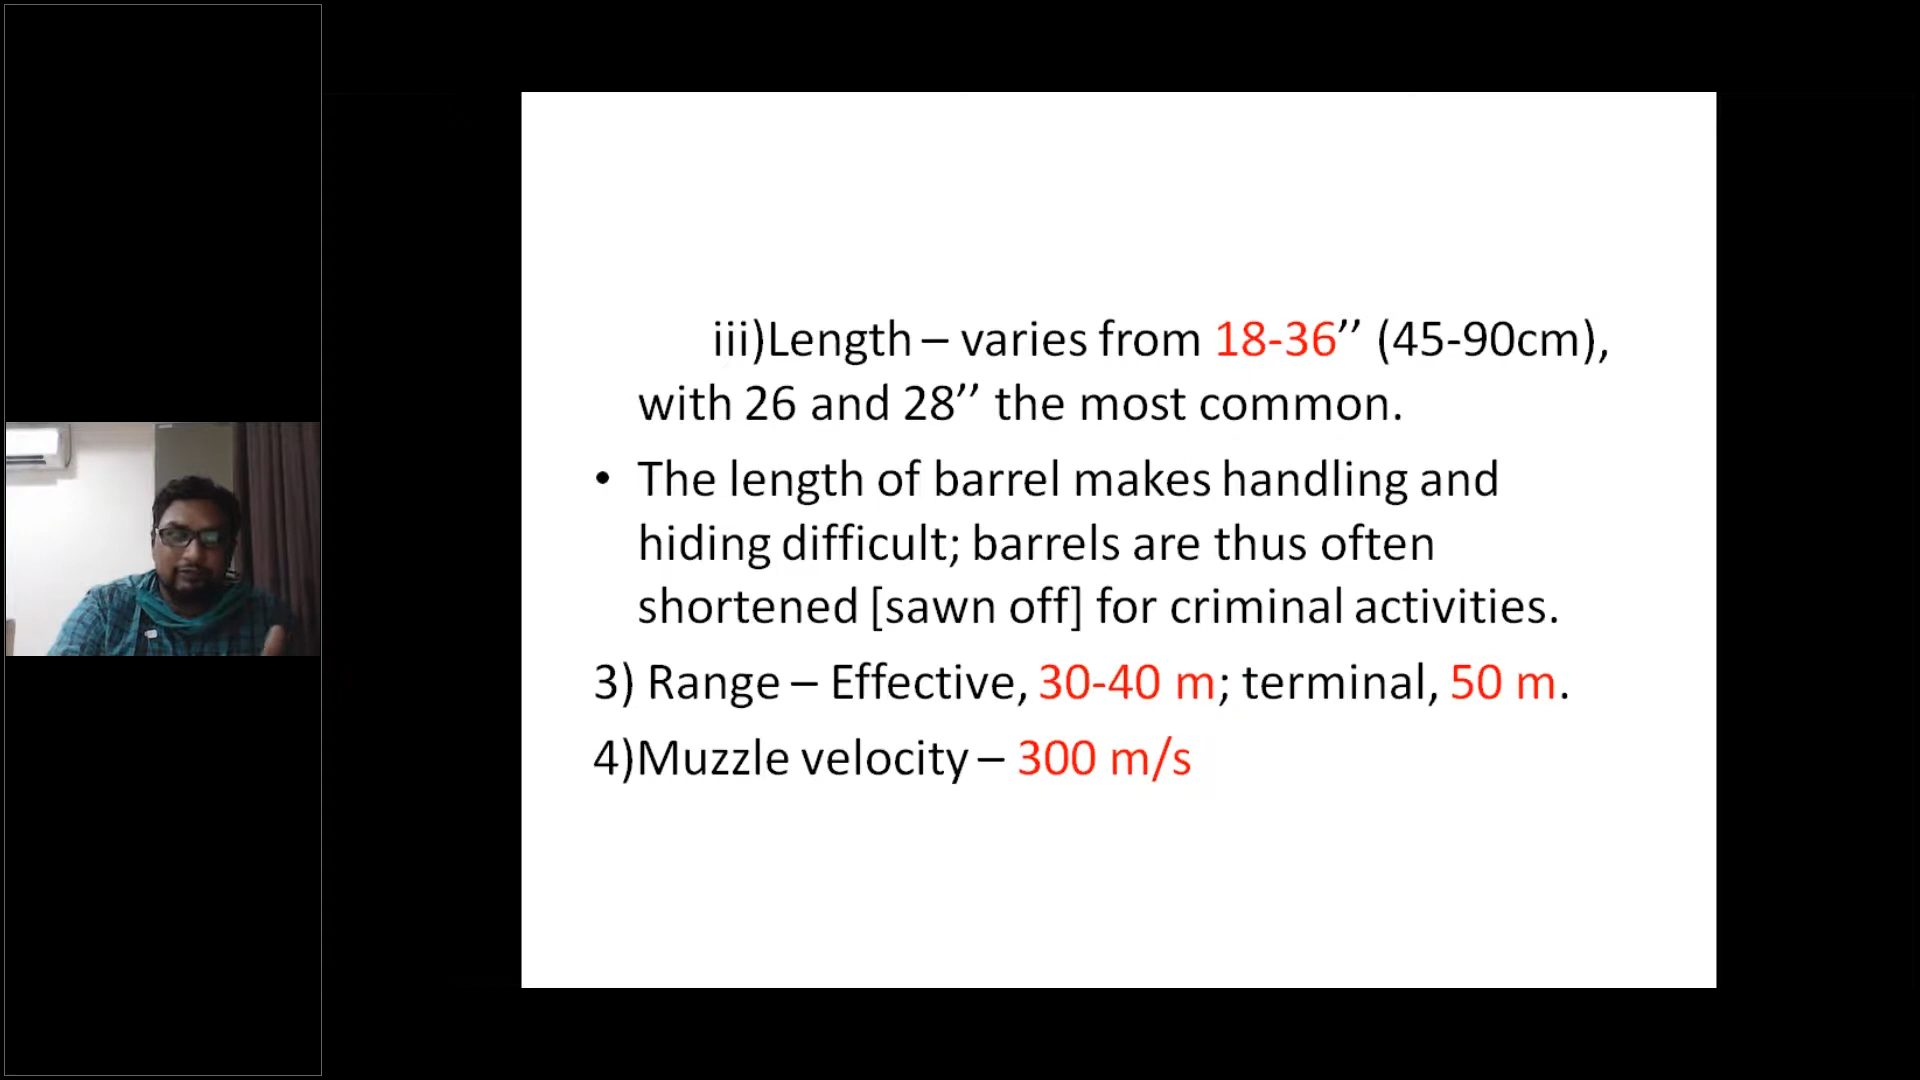 iii)Length – varies from 18-36’’ (45-90cm),
with 26 and 28’’ the most common.
• The length of barrel makes handling and
hiding difficult; barrels are thus often
shortened [sawn off] for criminal activities.
3) Range – Effective, 30-40 m; terminal, 50 m.
4)Muzzle velocity – 300 m/s